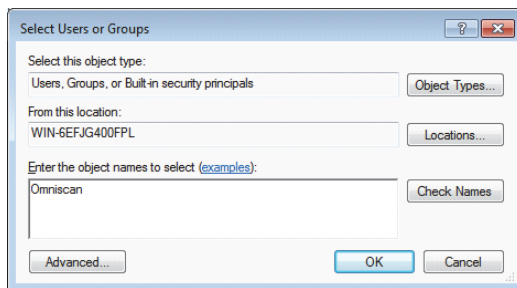 Select Users or Groups
Select this object type:
Users, Groups, or Built-in security principals
Object Types...
From this location:
WIN-6EFJG400FPL
Locations...
Enter the object names to select (examples):
Omniscan
Check Names
Advanced...
OK
Cancel